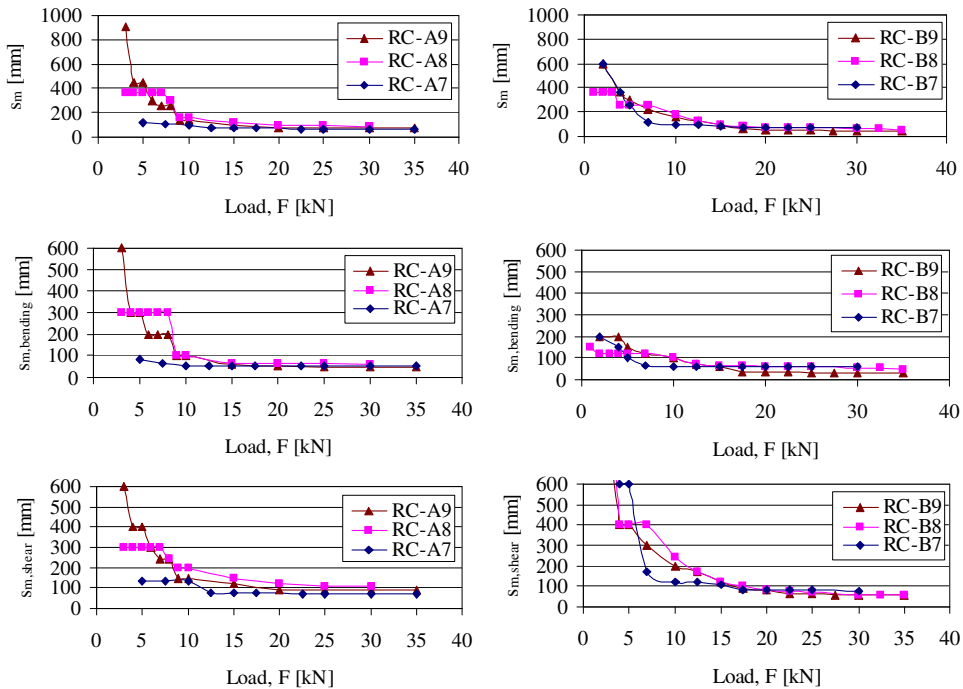 sm [mm]
1000
800
600
400
200
0
0 5 10 15 20 25 30 35 40
Load, F [kN]
RC-A9
RC-A8
RC-A7
sm [mm]
1000
800
600
400
200
0
0 5 10 15 20 25 30 35 40
Load, F [kN]
RC-B9
RC-B8
RC-B7
sm,bending [mm]
600
500
400
300
200
100
0
0 5 10 15 20 25 30 35 40
Load, F [kN]
RC-A9
RC-A8
RC-A7
sm,bending [mm]
600
500
400
300
200
100
0
0 5 10 15 20 25 30 35 40
Load, F [kN]
RC-B9
RC-B8
RC-B7
sm,shear [mm]
600
500
400
300
200
100
0
0 5 10 15 20 25 30 35 40
Load, F [kN]
RC-A9
RC-A8
RC-A7
sm,shear [mm]
600
500
400
300
200
100
0
0 5 10 15 20 25 30 35 40
Load, F [kN]
RC-B9
RC-B8
RC-B7